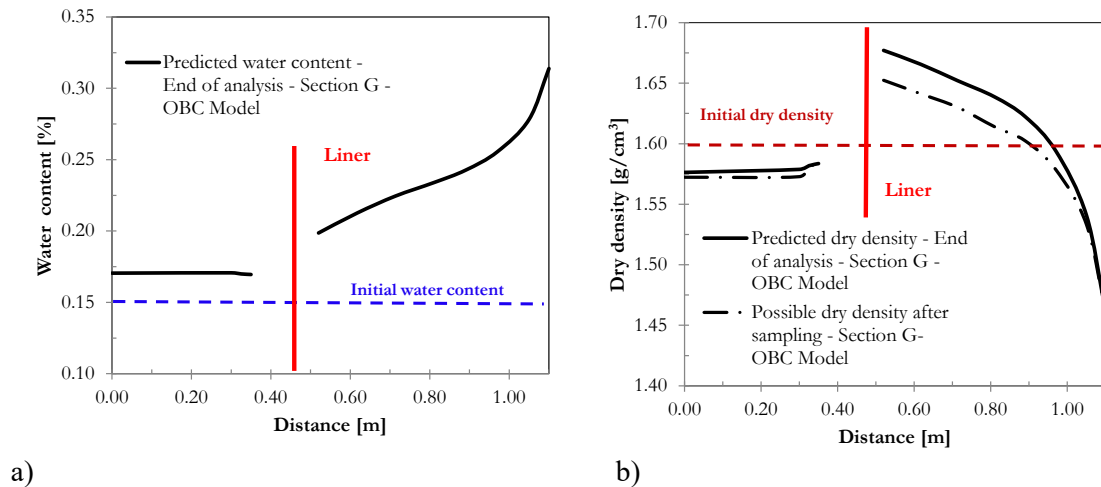 0.35
0.30
0.25
0.20
0.15
0.10
Water content [%]
Predicted water content -
End of analysis - Section G -
OBC Model
Liner
Initial water content
0.00 0.20 0.40 0.60 0.80 1.00
Distance [m]
a)
1.70
1.65
1.60
1.55
1.50
1.45
1.40
Dry density [g/cm³]
Initial dry density
Liner
Predicted dry density - End
of analysis - Section G -
OBC Model
Possible dry density after
sampling - Section G-
OBC Model
0.00 0.20 0.40 0.60 0.80 1.00
Distance [m]
b)